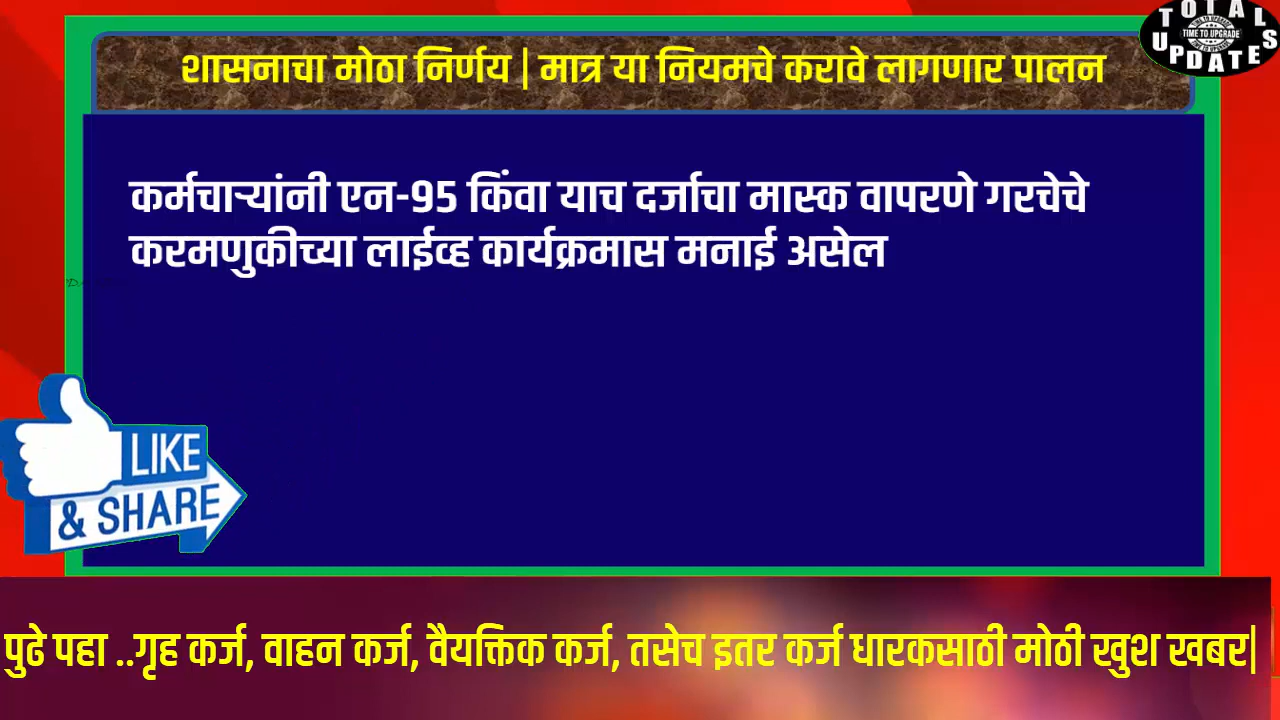 TOTAL
UPDATES
TIME TO UPGRADE
शासनाचा मोठा निर्णय | मात्र या नियमचे करावे लागणार पालन
कर्मचाऱ्यांनी एन-95 किंवा याच दर्जाचा मास्क वापरणे गरचेचे
करमणुकीच्या लाईव्ह कार्यक्रमास मनाई असेल
LIKE
& SHARE
पुढे पहा ..गृह कर्ज, वाहन कर्ज, वैयक्तिक कर्ज, तसेच इतर कर्ज धारकसाठी मोठी खुश खबर|